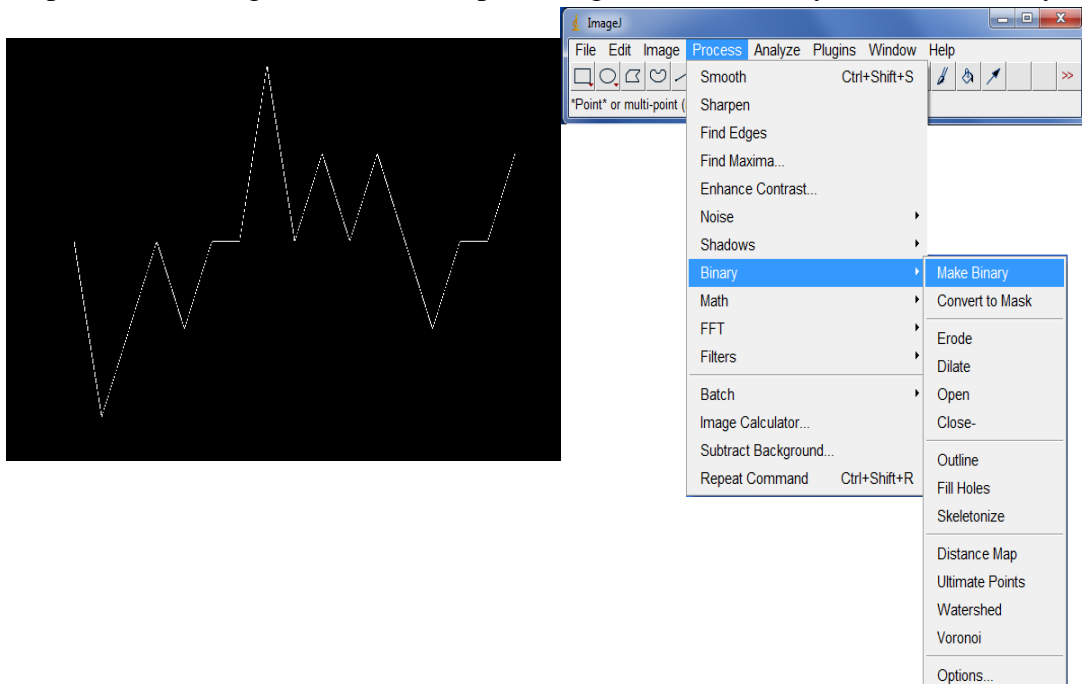 ImageJ
File Edit Image Process Analyze Plugins Window Help
*Point* or multi-point (
>>
Smooth Ctrl+Shift+S
Sharpen
Find Edges
Find Maxima...
Enhance Contrast...
Noise
Shadows
Binary
Math
FFT
Filters
Batch
Image Calculator...
Subtract Background...
Repeat Command Ctrl+Shift+R
Make Binary
Convert to Mask
Erode
Dilate
Open
Close-
Outline
Fill Holes
Skeletonize
Distance Map
Ultimate Points
Watershed
Voronoi
Options...